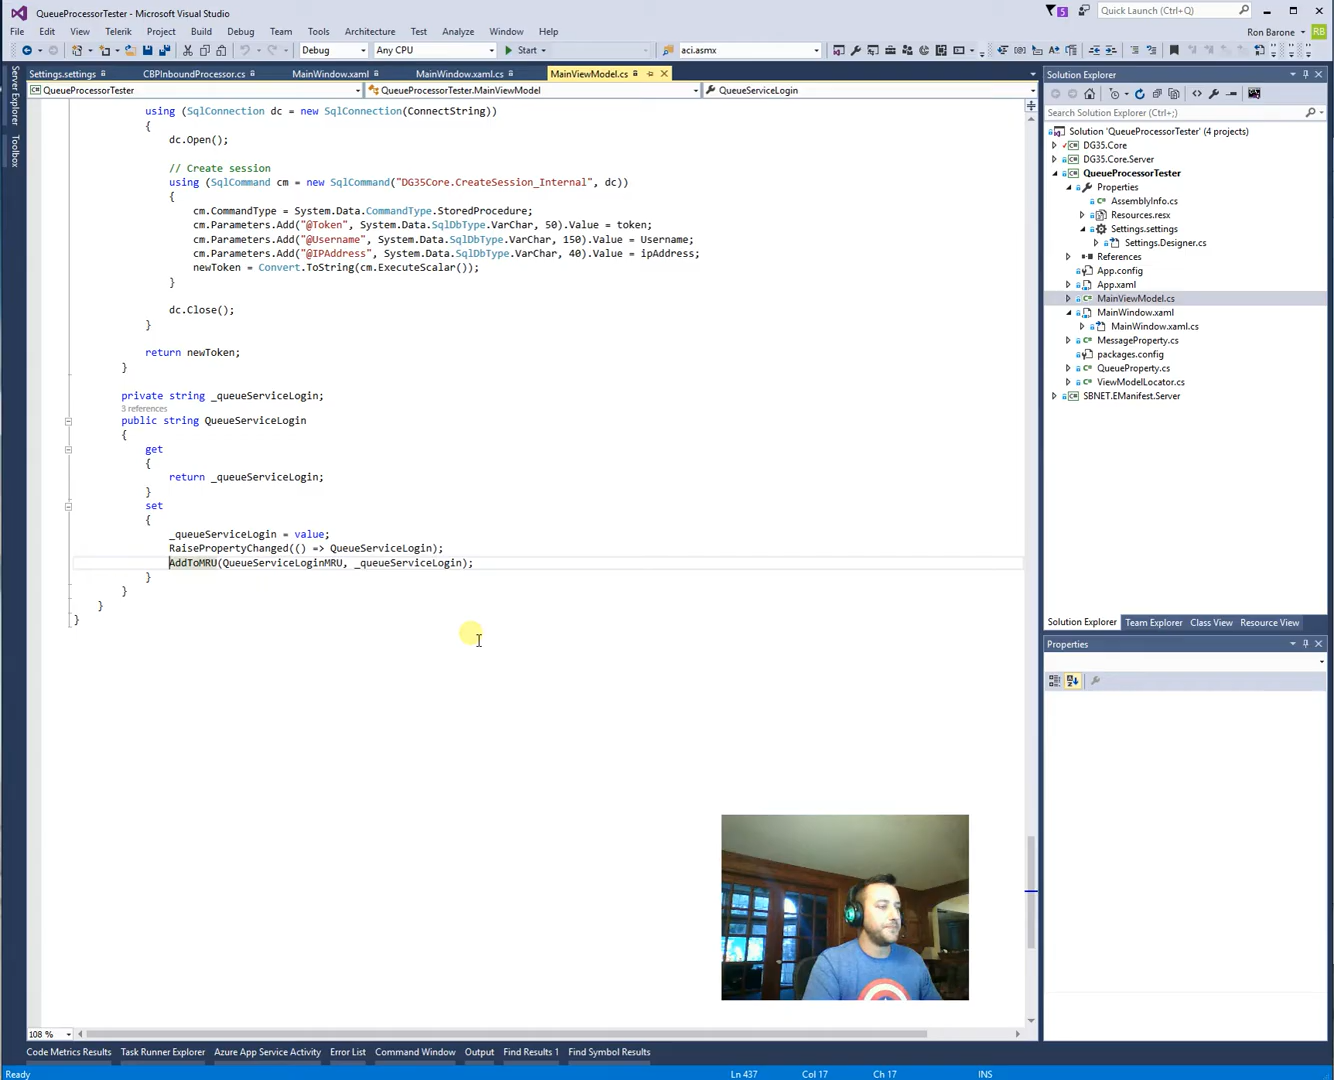 QueueProcessorTester - Microsoft Visual Studio
5
Quick Launch (Ctrl+Q)
File Edit View Telerik Project Build Debug Team Tools Test Architecture Analyze Window Help
Ron Barone RB
Debug Any CPU Start aci.asmx
Settings.settings CBPInboundProcessor.cs MainWindow.xaml MainWindow.xaml.cs MainViewModel.cs
QueueProcessorTester QueueProcessorTester.MainViewModel QueueServiceLogin
Server Explorer
Toolbox
using (SqlConnection dc = new SqlConnection(ConnectString))
{
dc.Open();
// Create session
using (SqlCommand cm = new SqlCommand("DG35Core.CreateSession_Internal", dc))
{
cm.CommandType = System.Data.CommandType.StoredProcedure;
cm.Parameters.Add("@Token", System.Data.SqlDbType.VarChar, 50).Value = token;
cm.Parameters.Add("@Username", System.Data.SqlDbType.VarChar, 150).Value = Username;
cm.Parameters.Add("@IPAddress", System.Data.SqlDbType.VarChar, 40).Value = ipAddress;
newToken = Convert.ToString(cm.ExecuteScalar());
}
dc.Close();
}
return newToken;
}
private string _queueServiceLogin;
3 references
public string QueueServiceLogin
{
get
{
return _queueServiceLogin;
}
set
{
_queueServiceLogin = value;
RaisePropertyChanged(() => QueueServiceLogin);
AddToMRU(QueueServiceLoginMRU, _queueServiceLogin);
}
}
}
}
Solution Explorer
Search Solution Explorer (Ctrl+;)
Solution 'QueueProcessorTester' (4 projects)
DG35.Core
DG35.Core.Server
QueueProcessorTester
Properties
AssemblyInfo.cs
Resources.resx
Settings.settings
Settings.Designer.cs
References
App.config
App.xaml
MainViewModel.cs
MainWindow.xaml
MainWindow.xaml.cs
MessageProperty.cs
packages.config
QueueProperty.cs
ViewModelLocator.cs
SBNET.EManifest.Server
Solution Explorer Team Explorer Class View Resource View
Properties
108 %
Code Metrics Results Task Runner Explorer Azure App Service Activity Error List Command Window Output Find Results 1 Find Symbol Results
Ready Ln 437 Col 17 Ch 17 INS